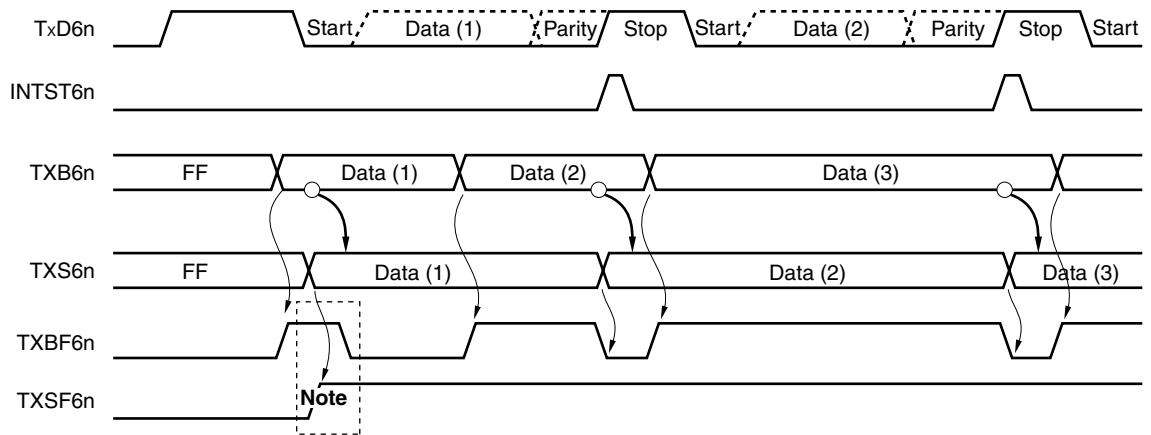 TxD6n Start Data (1) Parity Stop Start Data (2) Parity Stop Start
INTST6n
TXB6n FF Data (1) Data (2) Data (3)
TXS6n FF Data (1) Data (2) Data (3)
TXBF6n
TXSF6n Note